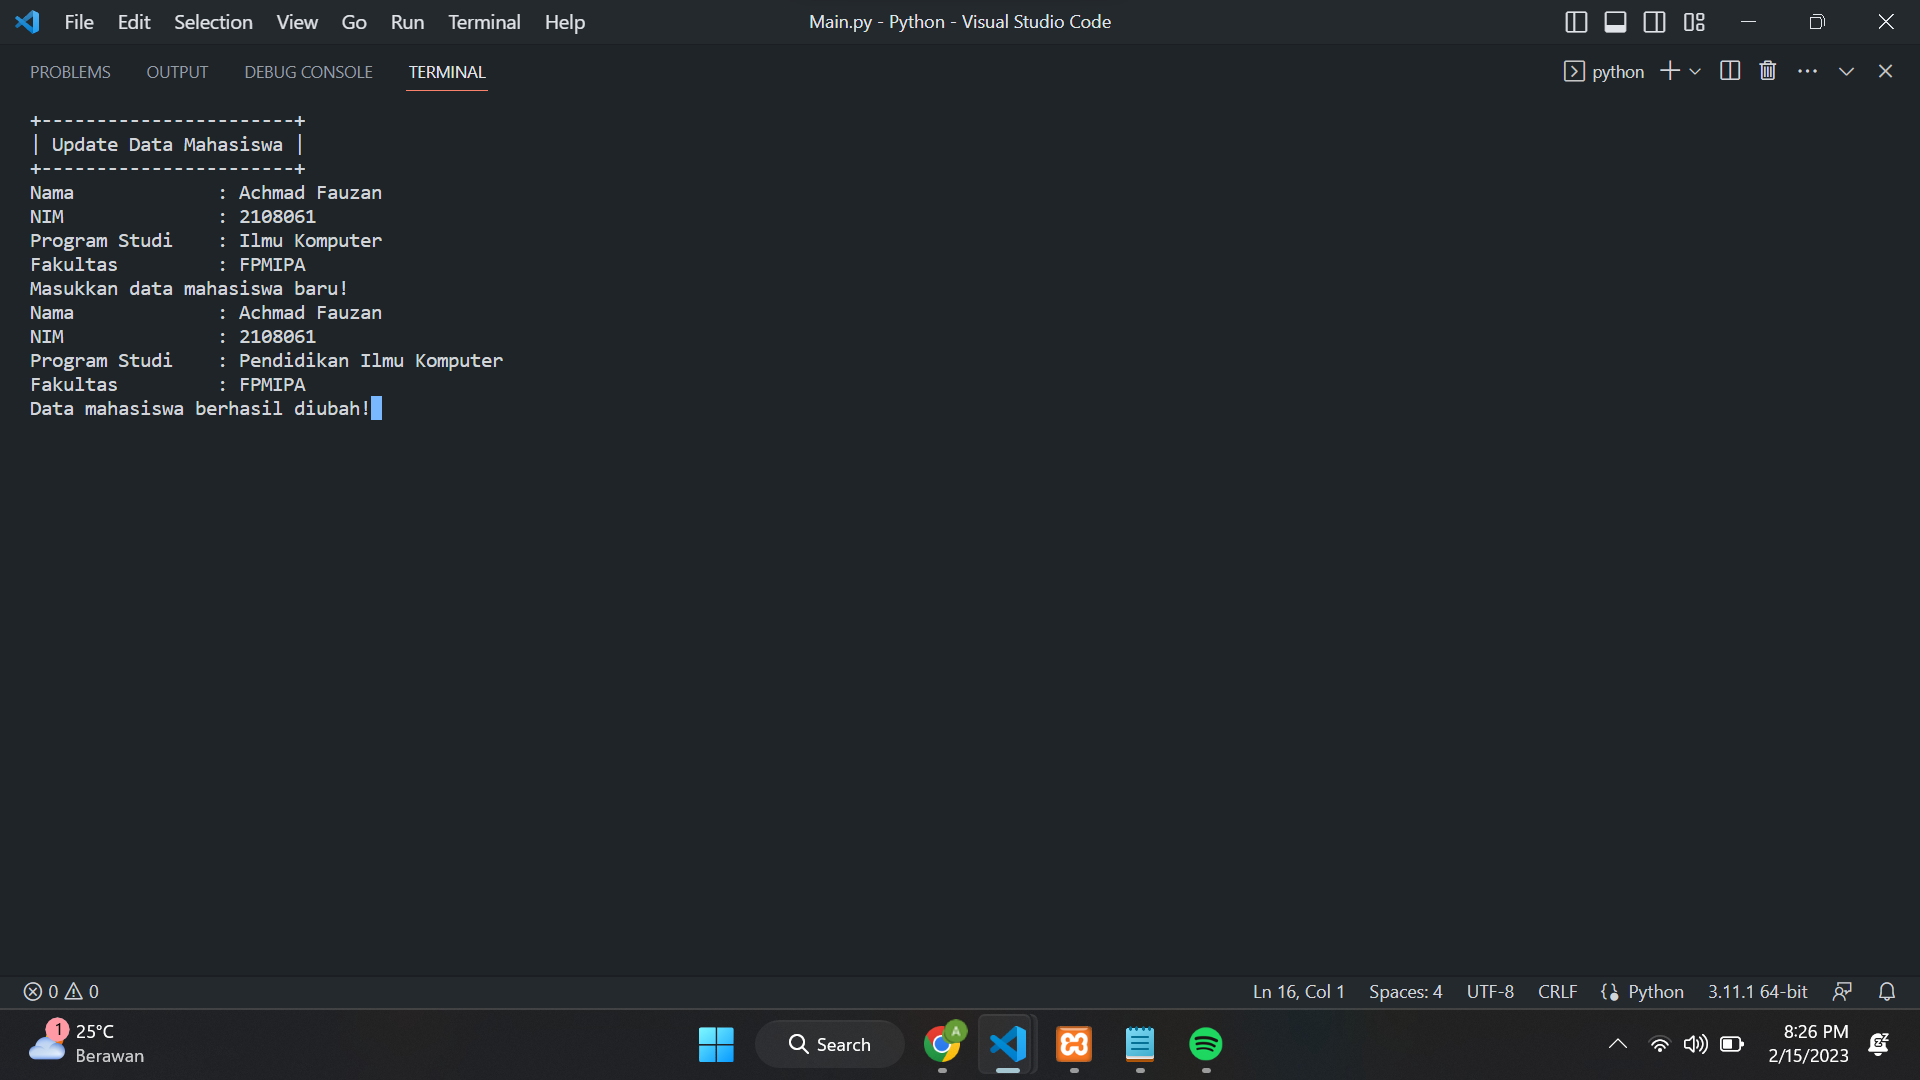 File Edit Selection View Go Run Terminal Help Main.py - Python - Visual Studio Code
PROBLEMS OUTPUT DEBUG CONSOLE TERMINAL python
+-----------------------+
| Update Data Mahasiswa |
+-----------------------+
Nama : Achmad Fauzan
NIM : 2108061
Program Studi : Ilmu Komputer
Fakultas : FPMIPA
Masukkan data mahasiswa baru!
Nama : Achmad Fauzan
NIM : 2108061
Program Studi : Pendidikan Ilmu Komputer
Fakultas : FPMIPA
Data mahasiswa berhasil diubah!
0 0 Ln 16, Col 1 Spaces: 4 UTF-8 CRLF Python 3.11.1 64-bit
1 25°C
Berawan
Search
A
8:26 PM
2/15/2023